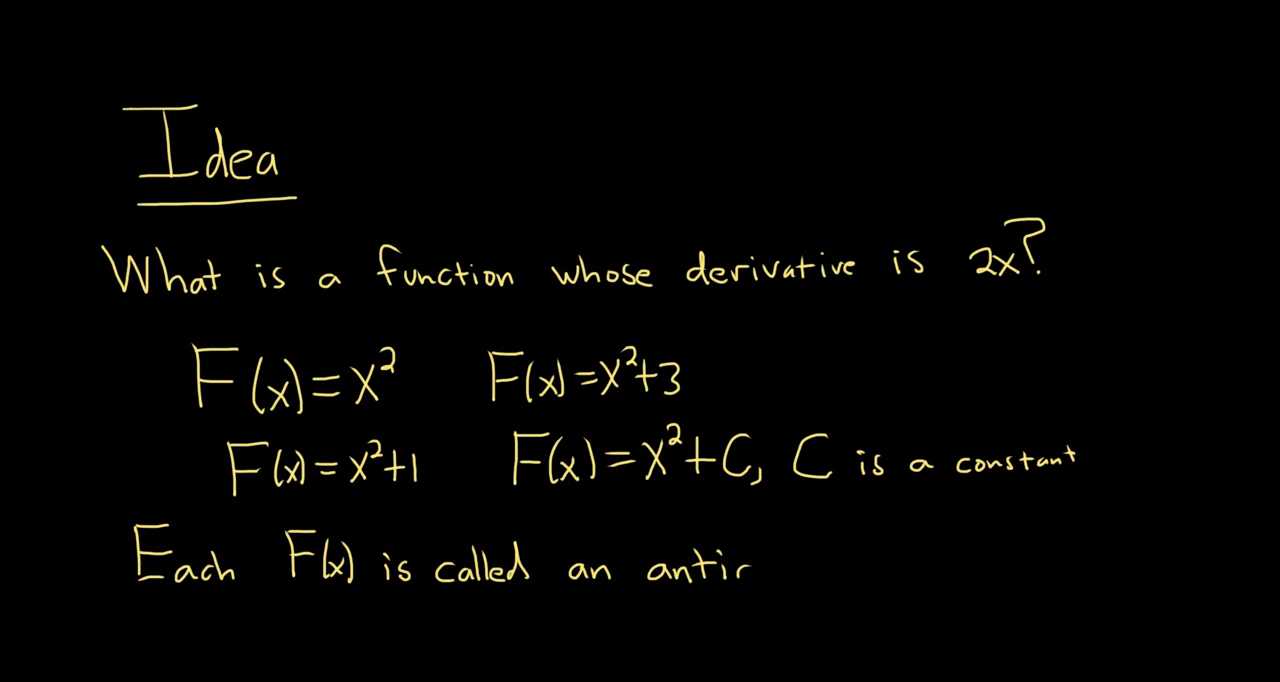 Idea
What is a function whose derivative is 2x?
F(x)=x²    F(x)=x²+3
F(x)=x²+1    F(x)=x²+C, C is a constant
Each F(x) is called an antir